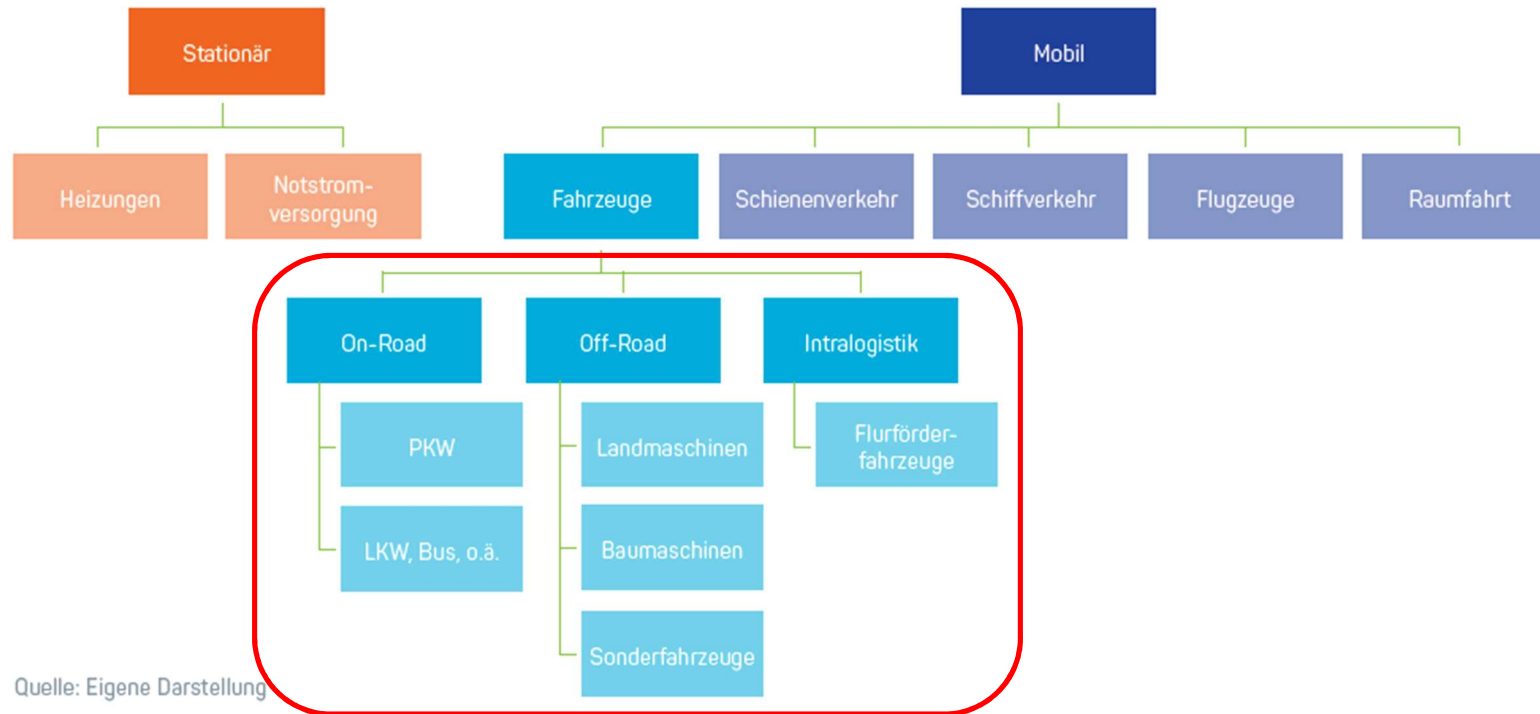 Stationär
Mobil
Heizungen
Notstrom-
versorgung
Fahrzeuge
Schienenverkehr
Schiffverkehr
Flugzeuge
Raumfahrt
On-Road
Off-Road
Intralogistik
PKW
Landmaschinen
Flurförder-
fahrzeuge
LKW, Bus, o.ä.
Baumaschinen
Sonderfahrzeuge
Quelle: Eigene Darstellung